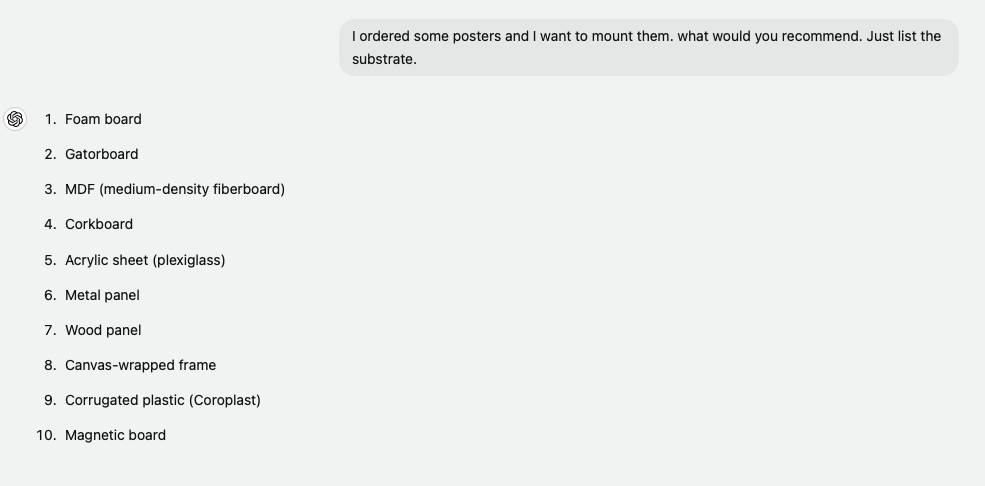 I ordered some posters and I want to mount them. what would you recommend. Just list the
substrate.
1. Foam board
2. Gatorboard
3. MDF (medium-density fiberboard)
4. Corkboard
5. Acrylic sheet (plexiglass)
6. Metal panel
7. Wood panel
8. Canvas-wrapped frame
9. Corrugated plastic (Coroplast)
10. Magnetic board